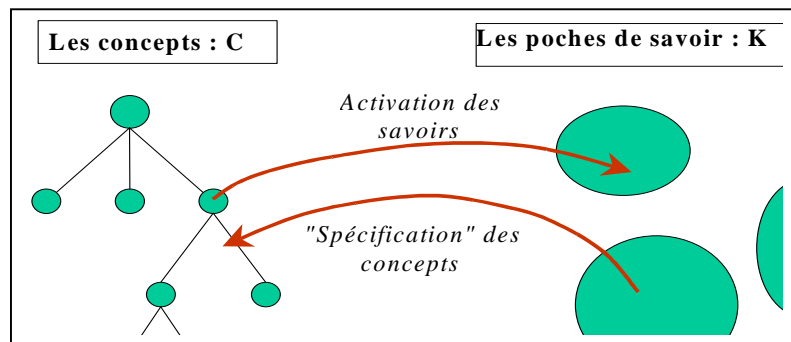 Les concepts : C
Les poches de savoir : K
Activation des
savoirs
"Spécification" des
concepts